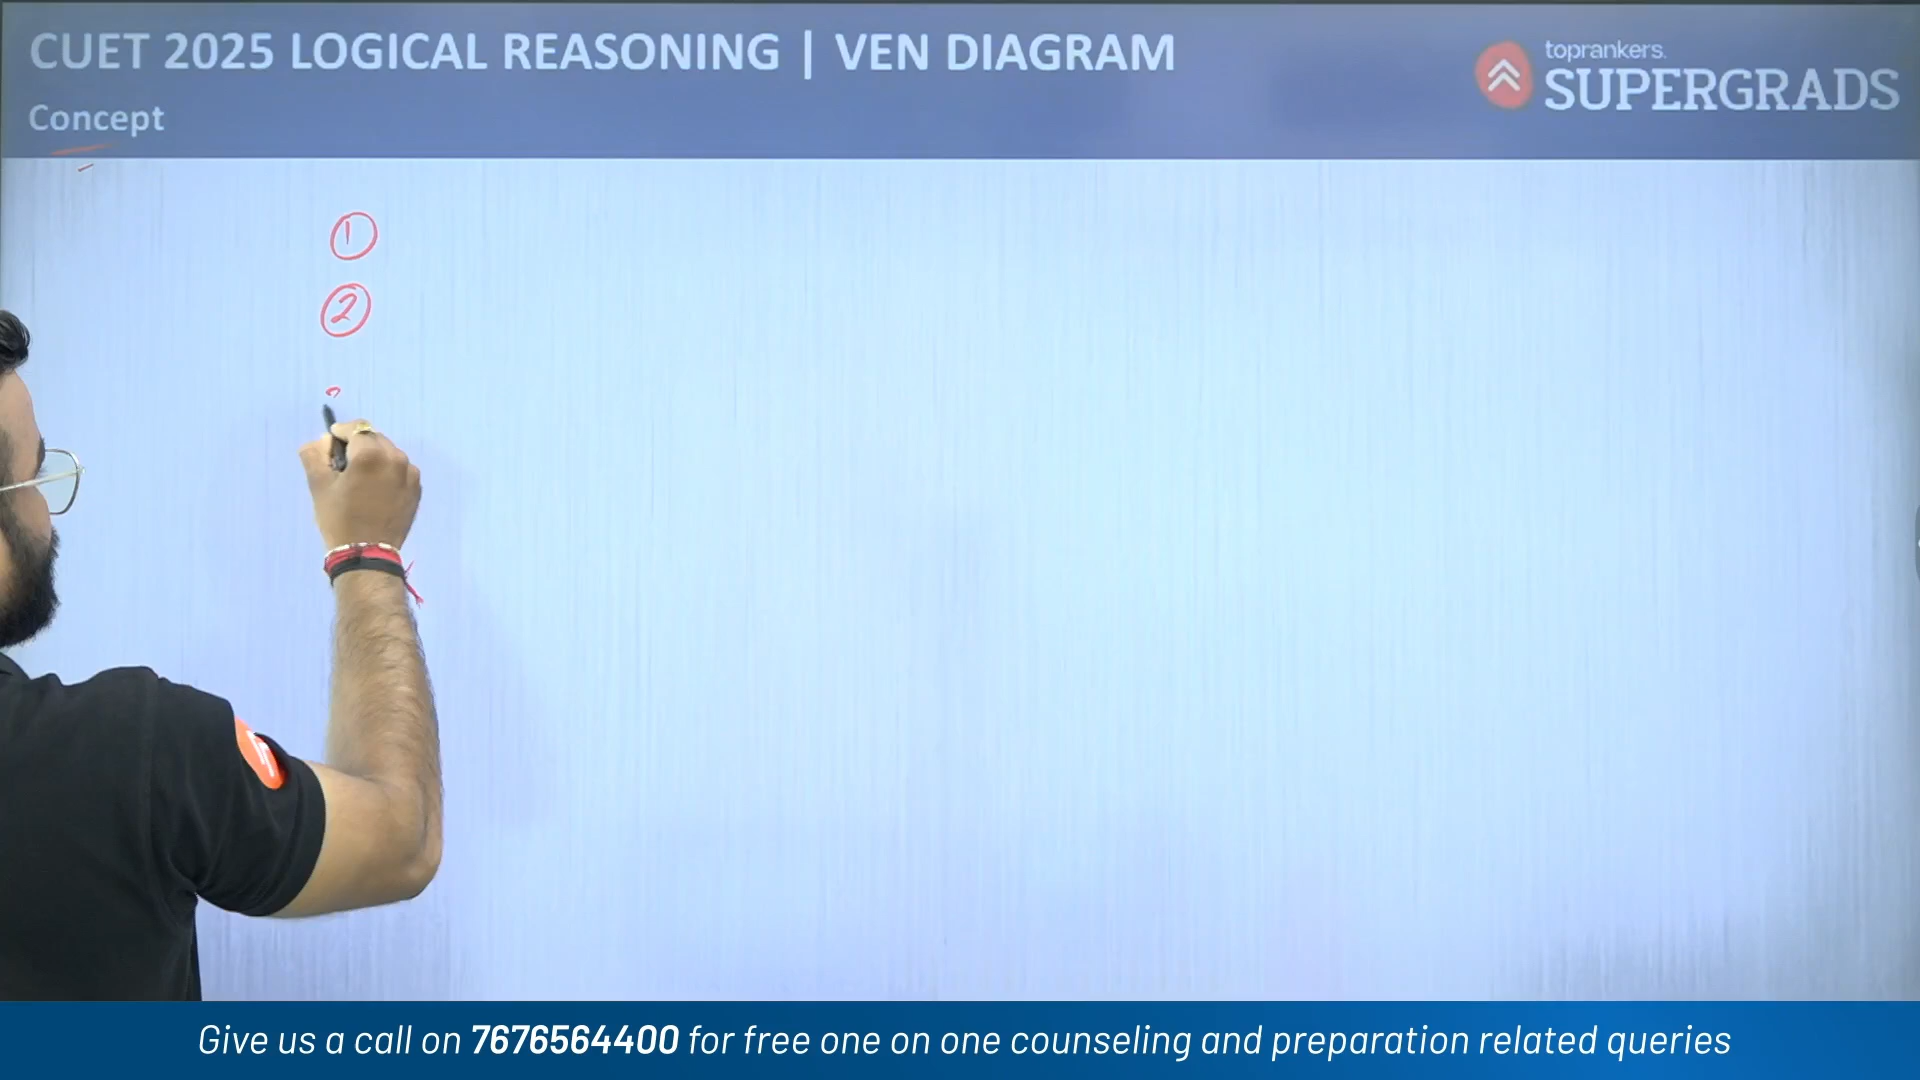 CUET 2025 LOGICAL REASONING | VEN DIAGRAM
Concept
toprankers.
SUPERGRADS
1
2
Give us a call on 7676564400 for free one on one counseling and preparation related queries